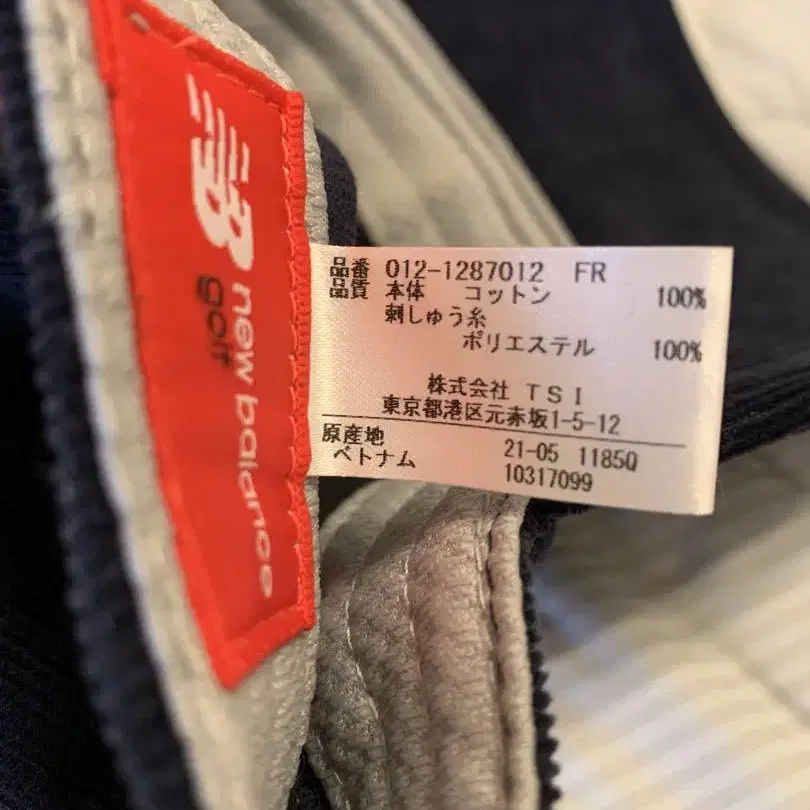 new balance
golf
品番 012-1287012 FR
品質 本体 コットン 100%
刺しゅう糸
ポリエステル 100%
株式会社 TSI
東京都港区元赤坂1-5-12
原産地
ベトナム
21-05 1185Q
10317099